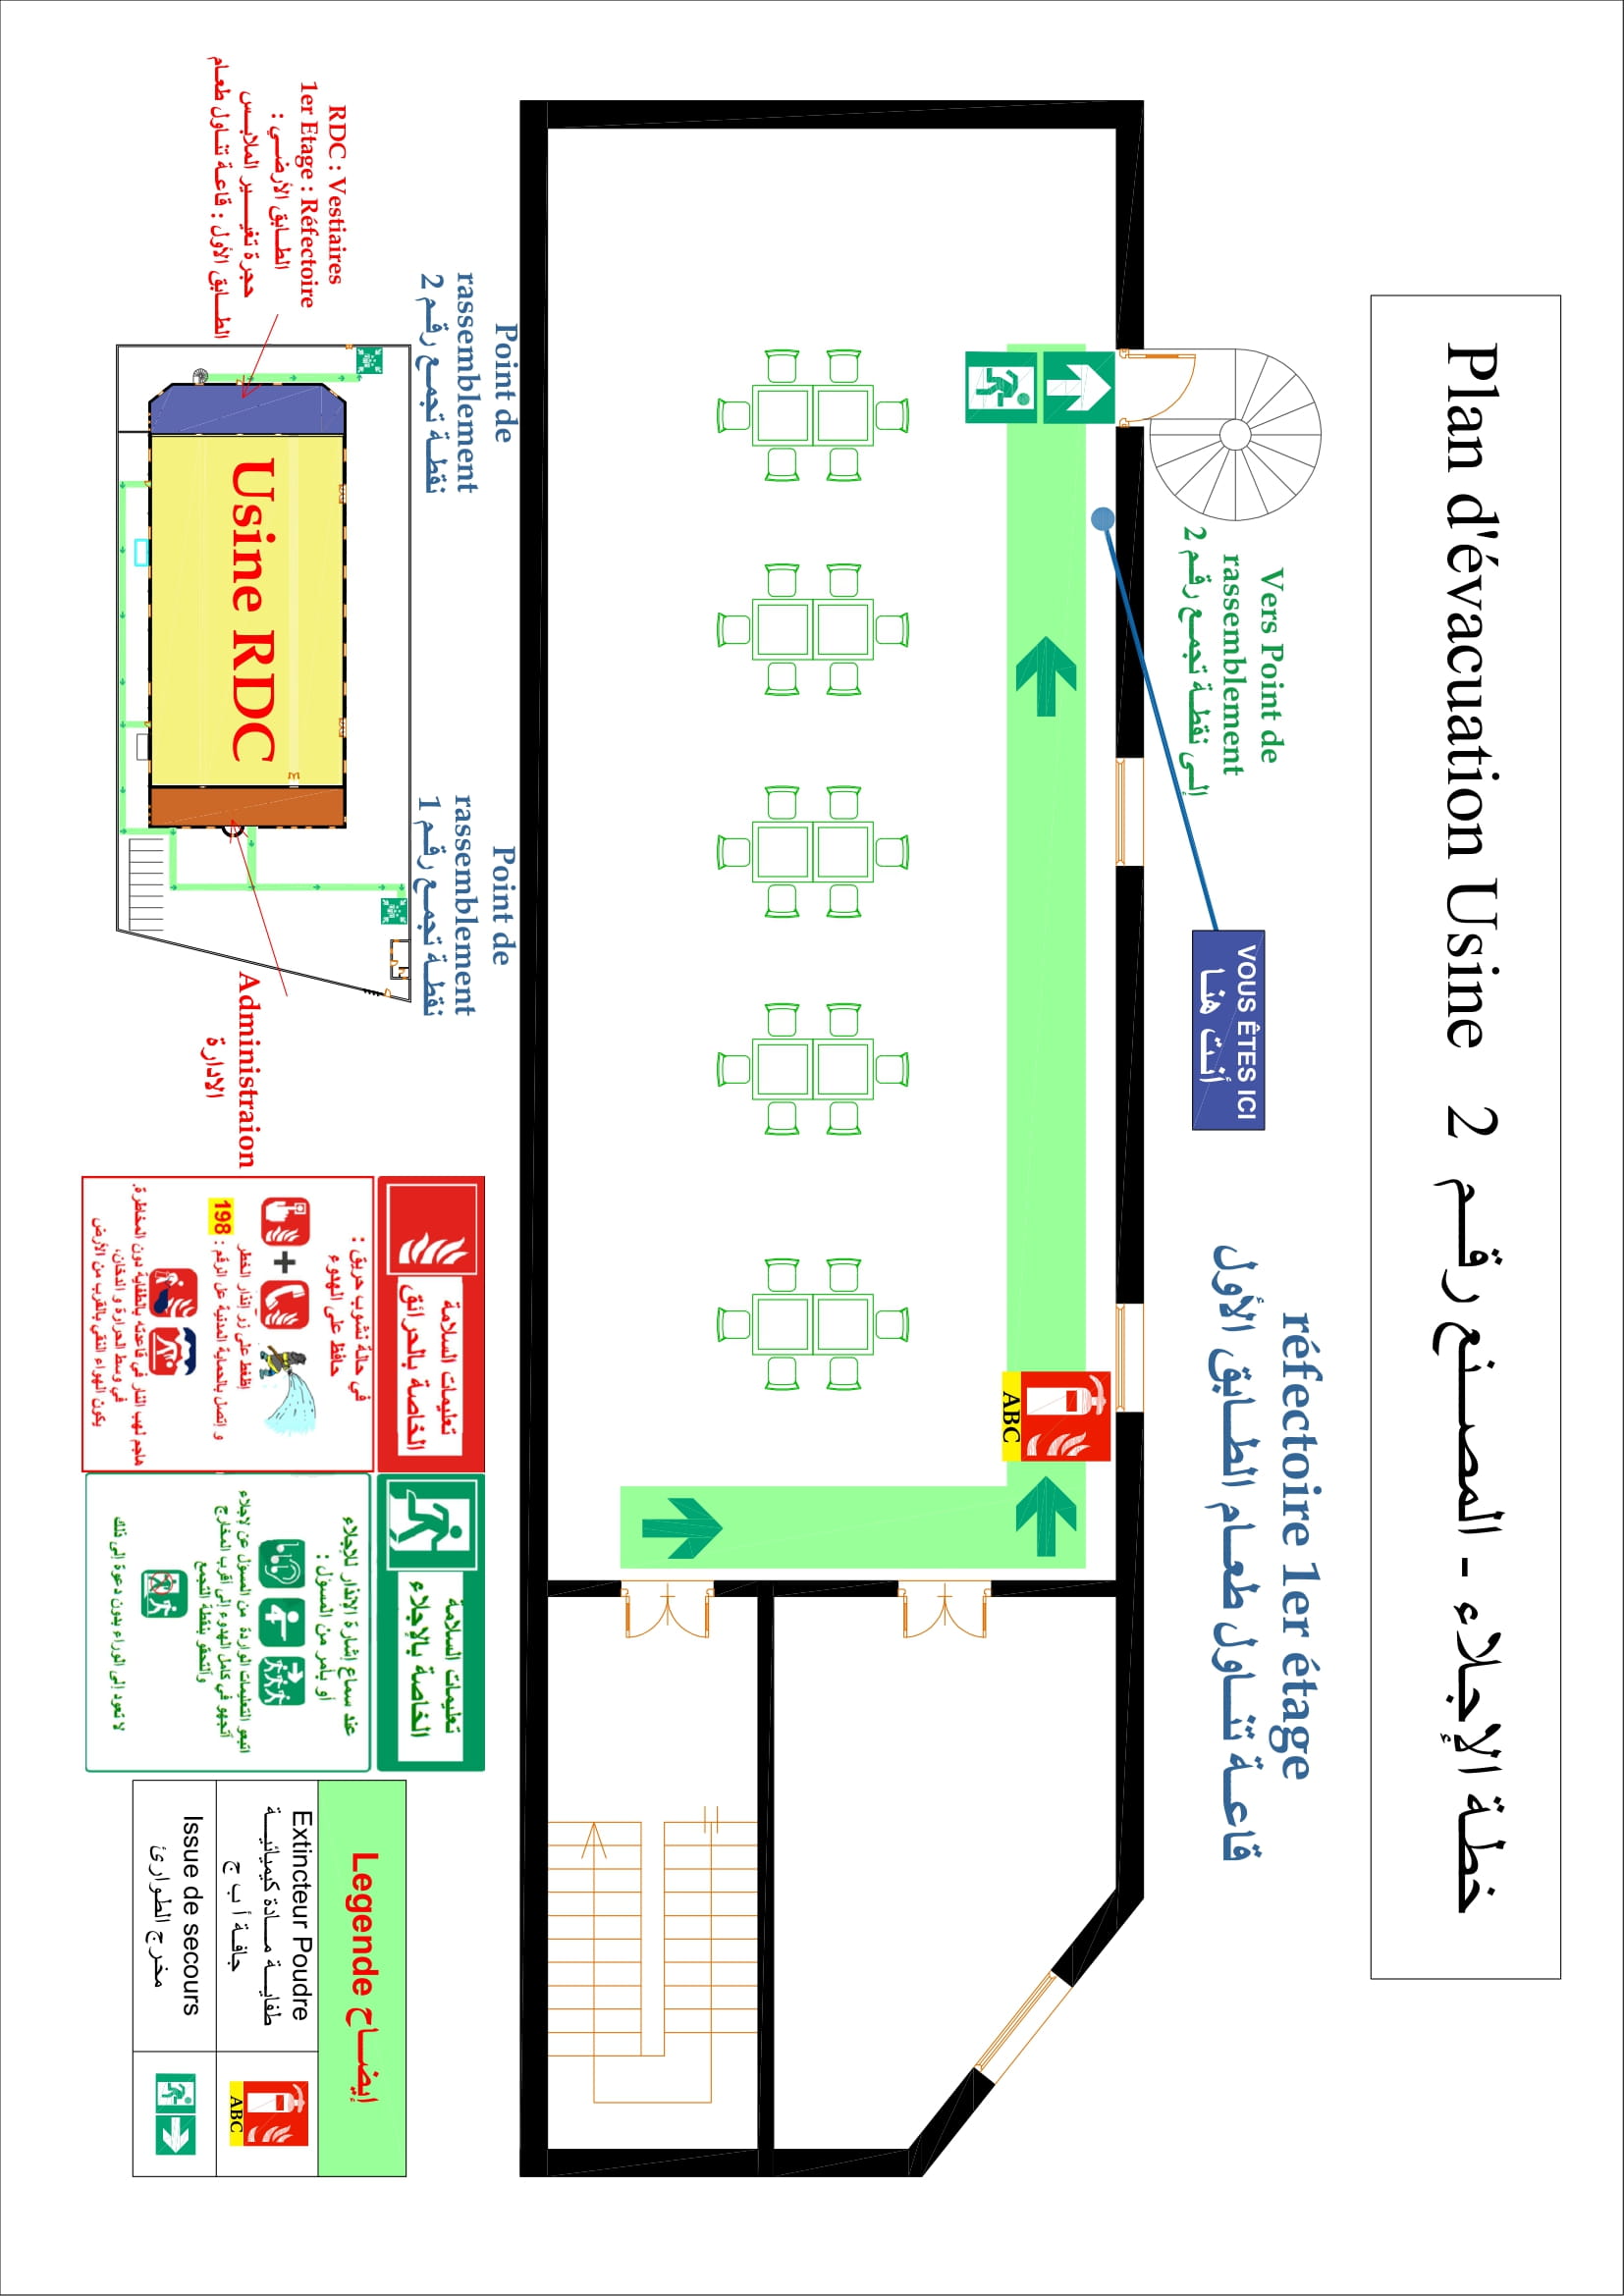 Plan d'évacuation Usine 2 خطة الإجلاء - المصنع رقم
réfectoire 1er étage
قاعة تناول طعام الطابق الأول
Vers Point de
rassemblement
إلى نقطة تجمع رقم 2
VOUS ÊTES ICI
أنت هنا
ABC
Point de
rassemblement
نقطة تجمع رقم 2
Point de
rassemblement
نقطة تجمع رقم 1
RDC : Vestiaires
1er Etage : Réfectoire
الطابق الأرضي :
حجرة تغيير الملابس
الطابق الأول : قاعة تناول طعام
Usine RDC
Administraion
الادارة
تعليمات السلامة
الخاصة بالحرائق
في حالة نشوب حريق :
حافظ على الهدوء
إظغط على زر إنذار الخطر
و إتصل بالحماية المدنية عل الرقم : 198
هاجم لهب النار في قاعدته بالطفاية دون المخاطرة.
في وسط الحرارة و الدخان،
يكون الهواء النقي بالقرب من الأرض
تعليمات السلامة
الخاصة بالإجلاء
عند سماع إشارة الإنذار للإجلاء
أو بأمر من المسؤل :
اتبعو التعليمات الواردة من المسؤل عن لإجلاء
أتجهو في كامل الهدوء إلى أقرب المخارج
وألتحقو بنقطة التجمع
لا تعود إلى الوراء بدون دعوة إلى ذلك
Legende إيضاح
Extincteur Poudre
طفاية مادة كيميائية
جافة أ ب ج
ABC
Issue de secours
مخرج الطوارئ